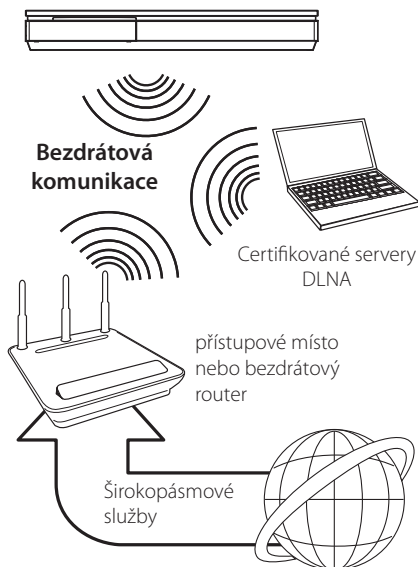 Bezdrátová
komunikace
Certifikované servery
DLNA
přístupové místo
nebo bezdrátový
router
Širokopásmové
služby